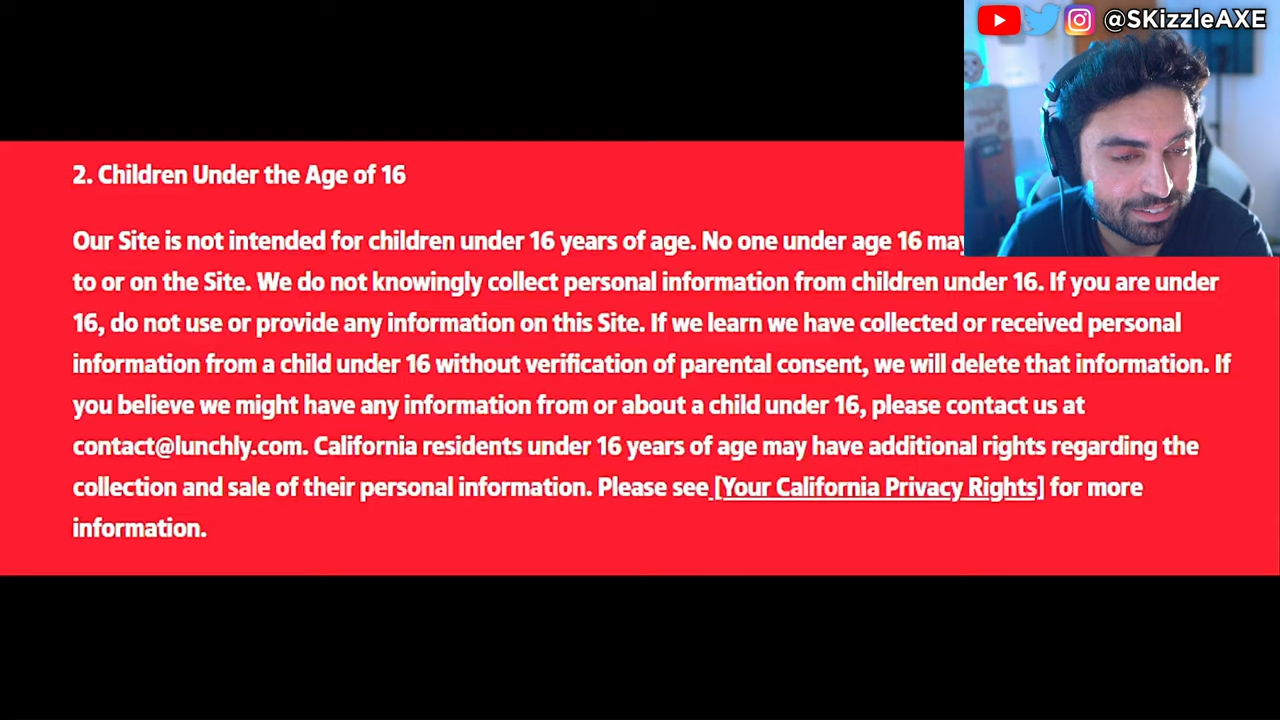 @SKizzleAXE
2. Children Under the Age of 16
Our Site is not intended for children under 16 years of age. No one under age 16 may
to or on the Site. We do not knowingly collect personal information from children under 16. If you are under
16, do not use or provide any information on this Site. If we learn we have collected or received personal
information from a child under 16 without verification of parental consent, we will delete that information. If
you believe we might have any information from or about a child under 16, please contact us at
contact@lunchly.com. California residents under 16 years of age may have additional rights regarding the
collection and sale of their personal information. Please see [Your California Privacy Rights] for more
information.